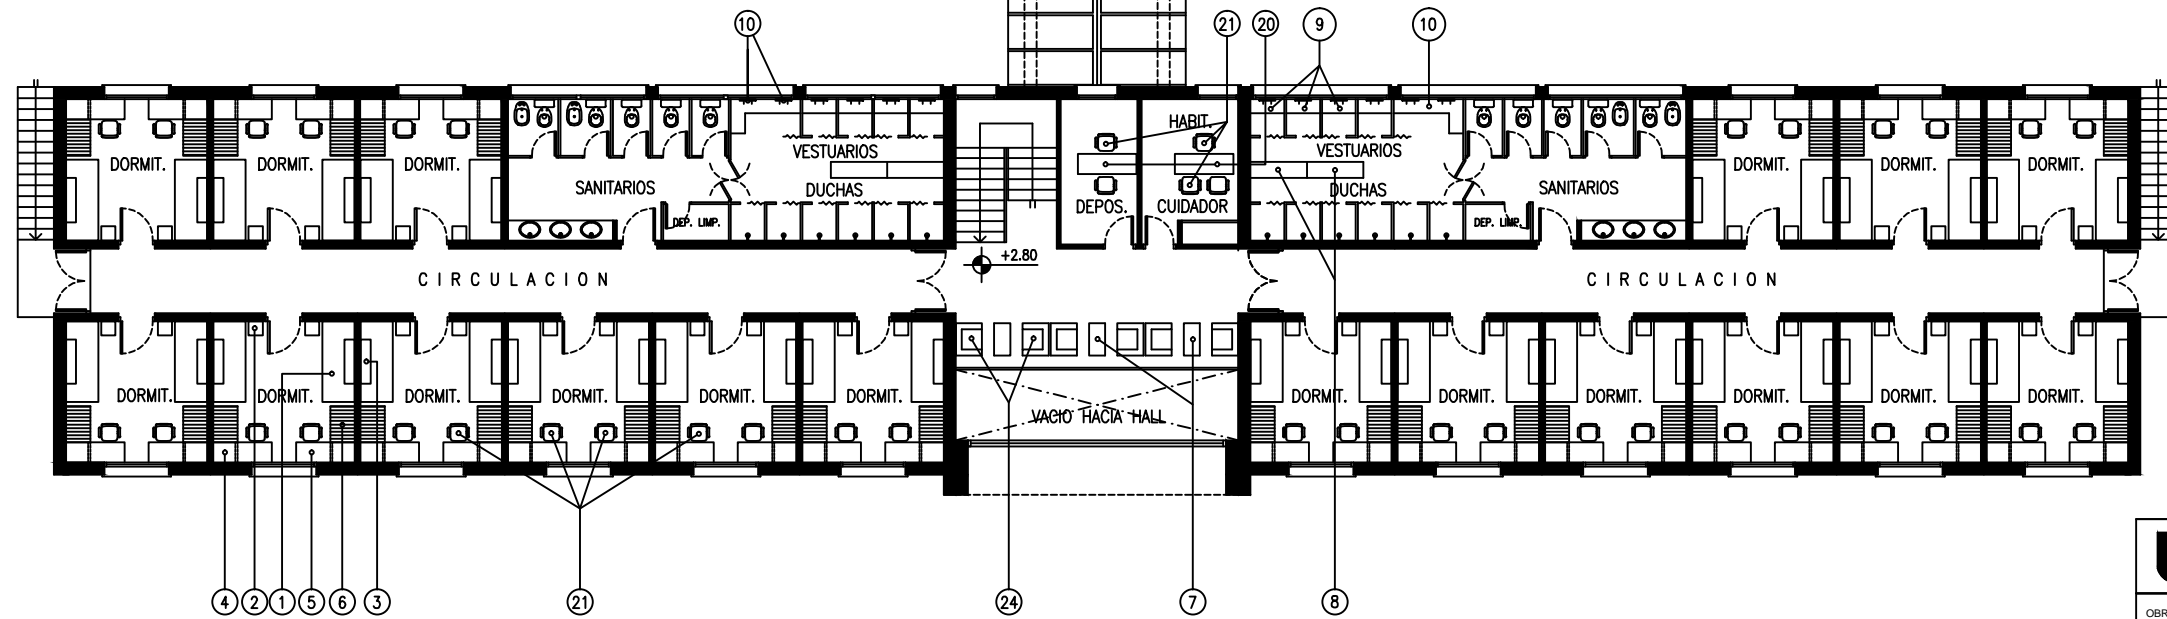 10 21 20 9 10
HABIT.
VESTUARIOS VESTUARIOS
DORMIT. DORMIT. DORMIT. DORMIT. DORMIT. DORMIT.
SANITARIOS DUCHAS DUCHAS SANITARIOS
DEPOS. CUIDADOR
DEP. LIMP. DEP. LIMP.
+2.80
CIRCULACION CIRCULACION
DORMIT. DORMIT. DORMIT. DORMIT. DORMIT. DORMIT. DORMIT. DORMIT. DORMIT. DORMIT. DORMIT. DORMIT.
VACIO HACIA HALL
4 2 1 5 6 3 21 24 7 8
OBR